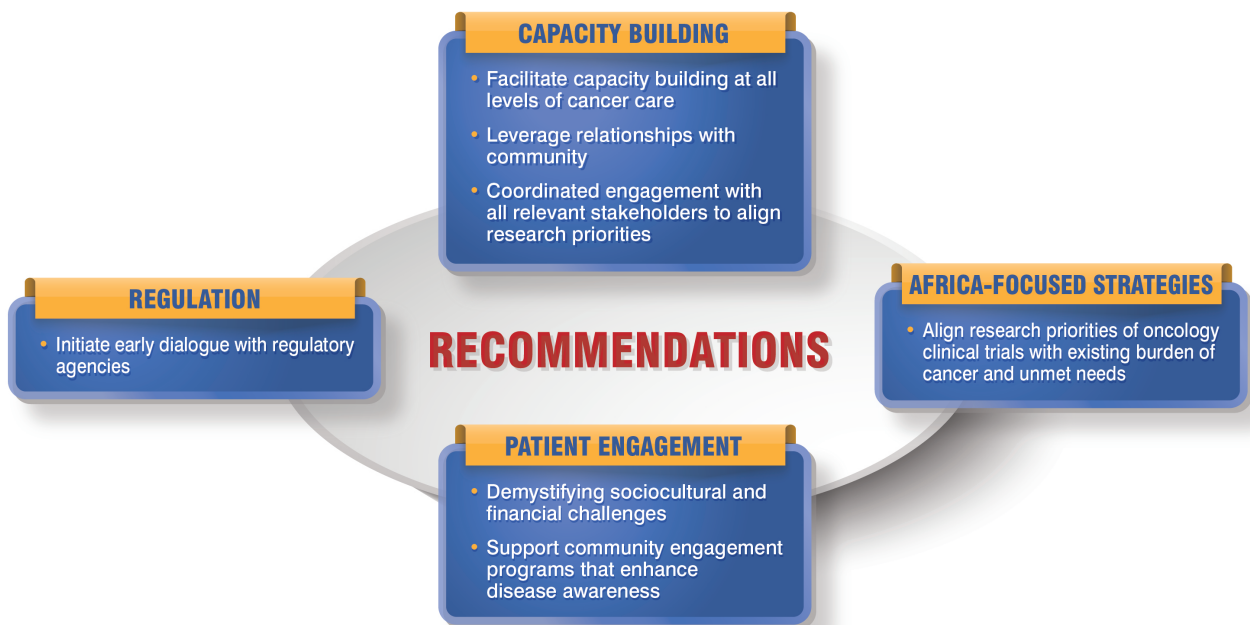 CAPACITY BUILDING
• Facilitate capacity building at all
levels of cancer care
• Leverage relationships with
community
• Coordinated engagement with
all relevant stakeholders to align
research priorities
REGULATION
• Initiate early dialogue with regulatory
agencies
RECOMMENDATIONS
AFRICA-FOCUSED STRATEGIES
• Align research priorities of oncology
clinical trials with existing burden of
cancer and unmet needs
PATIENT ENGAGEMENT
• Demystifying sociocultural and
financial challenges
• Support community engagement
programs that enhance
disease awareness